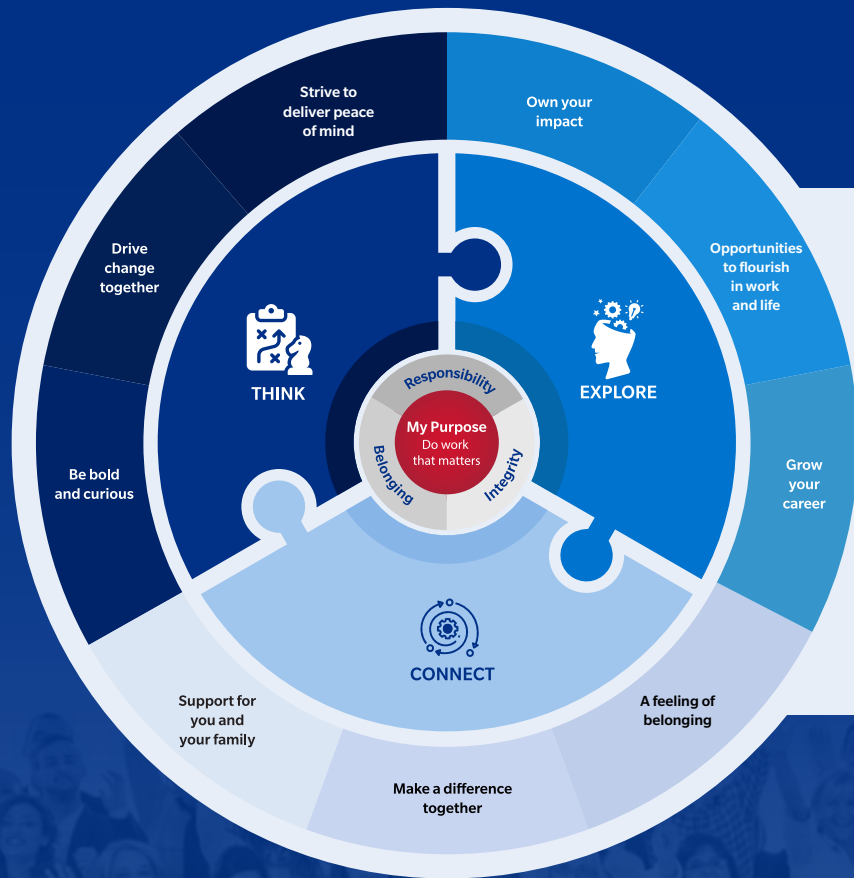 Strive to
deliver peace
of mind
Own your
impact
Drive
change
together
Opportunities
to flourish
in work
and life
THINK
EXPLORE
Responsibility
My Purpose
Do work
that matters
Belonging
Integrity
Be bold
and curious
Grow
your
career
CONNECT
Support for
you and
your family
A feeling of
belonging
Make a difference
together